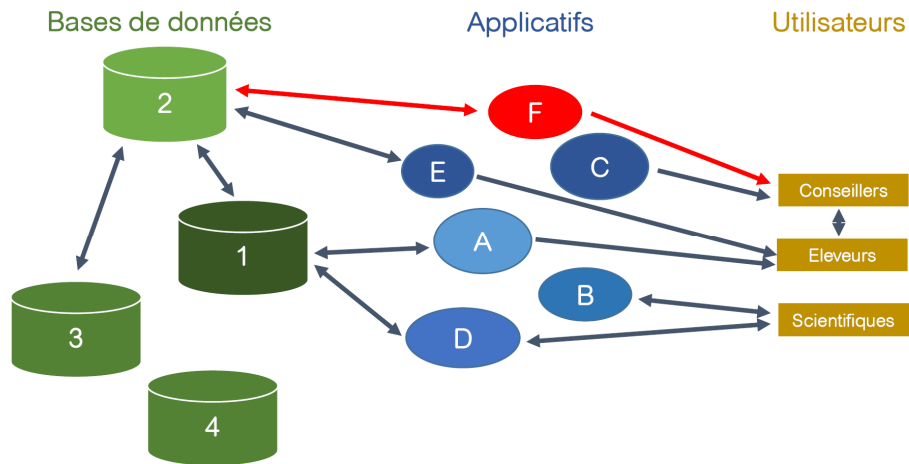 Bases de données
Applicatifs
Utilisateurs
2
F
E
C
Conseillers
1
A
Eleveurs
B
Scientifiques
3
D
4